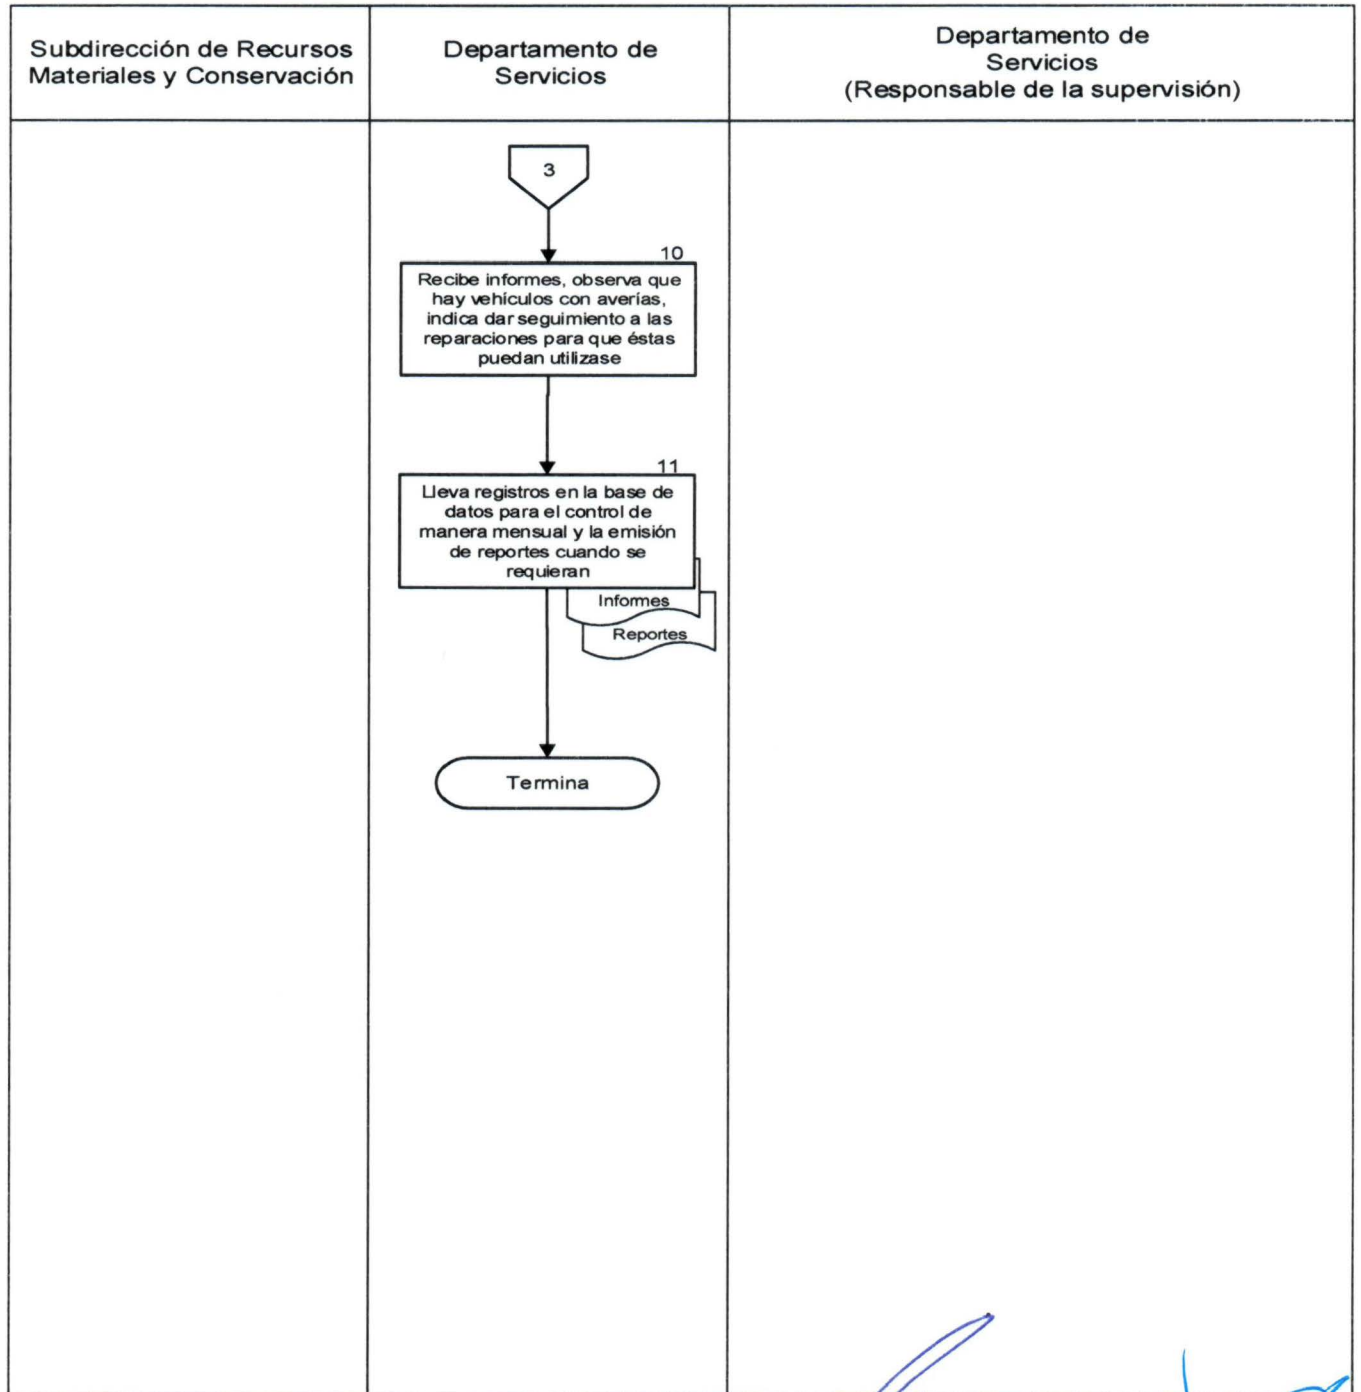 Subdirección de Recursos
Materiales y Conservación
Departamento de
Servicios
Departamento de
Servicios
(Responsable de la supervisión)
3
10
Recibe informes, observa que
hay vehículos con averías,
indica dar seguimiento a las
reparaciones para que éstas
puedan utilizase
11
Lleva registros en la base de
datos para el control de
manera mensual y la emisión
de reportes cuando se
requieran
Informes
Reportes
Termina